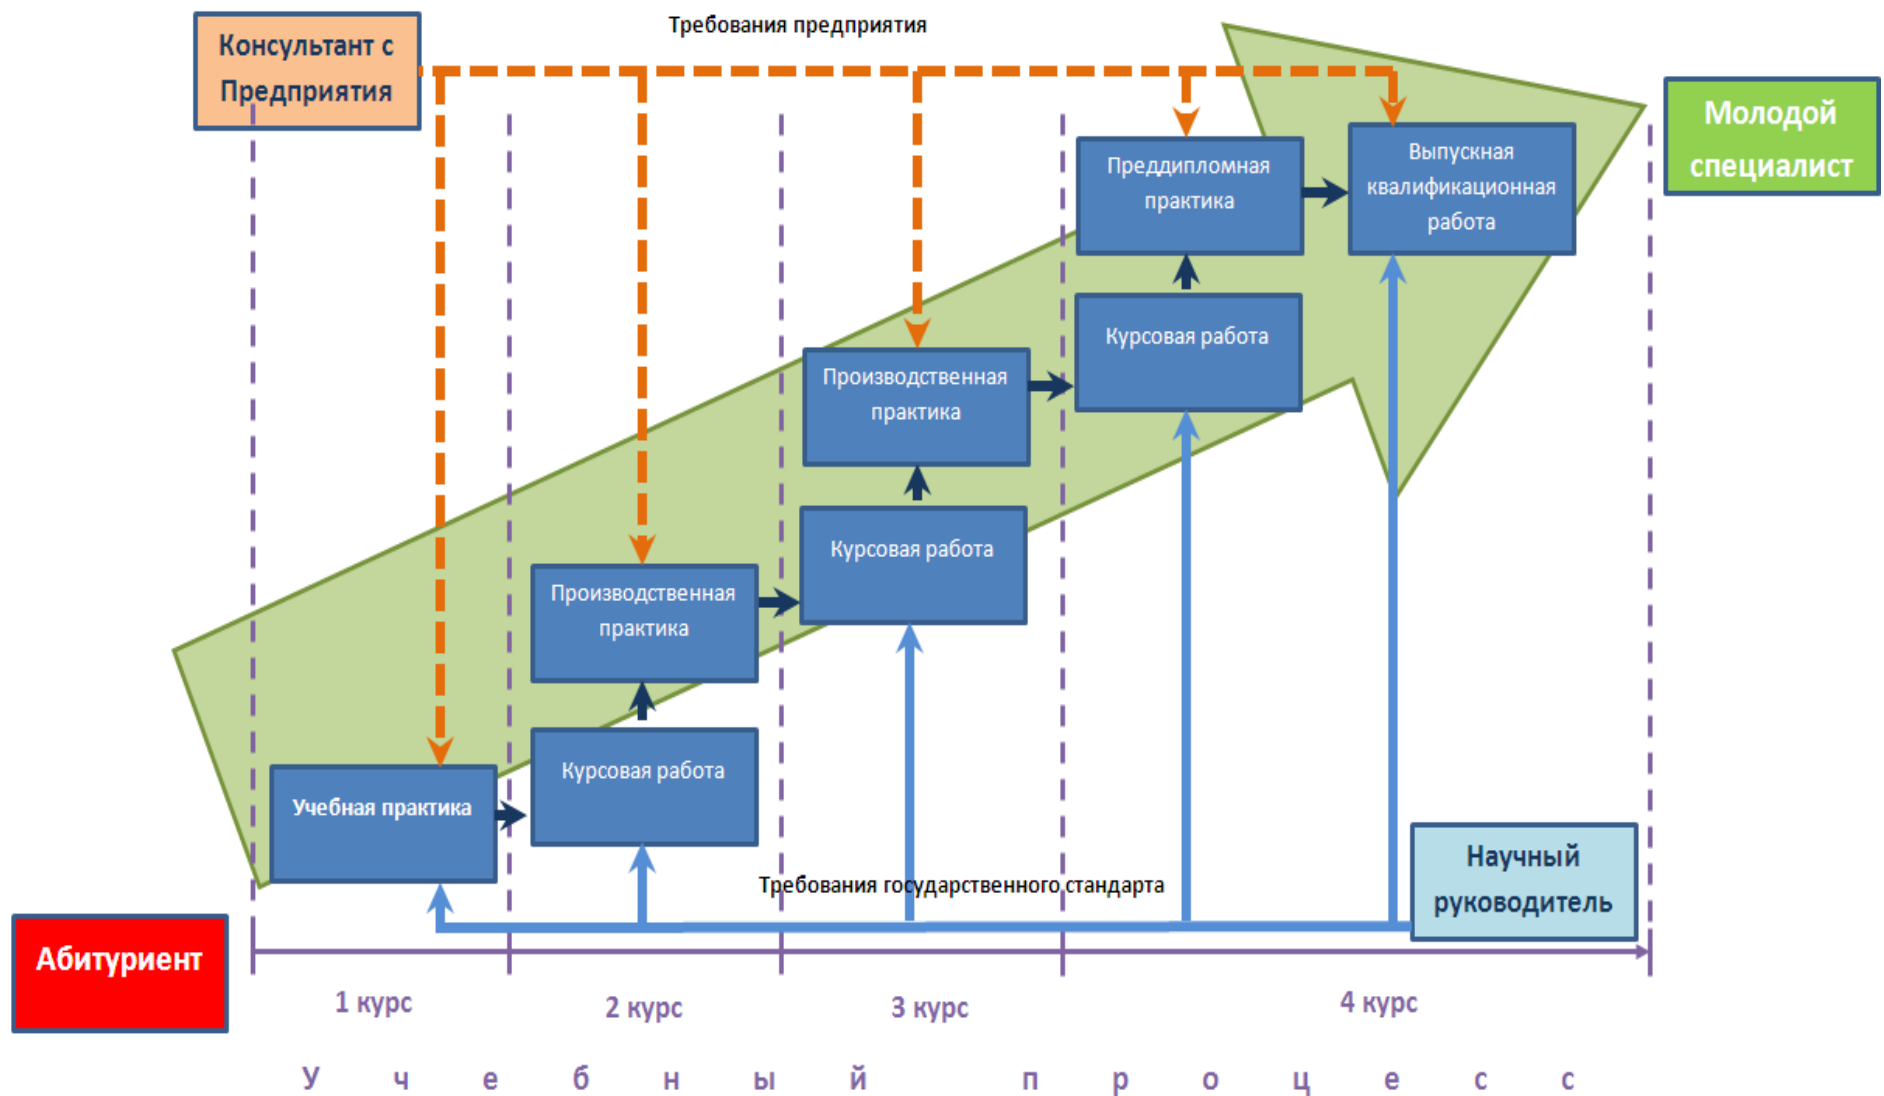 Требования предприятия
Консультант с
Предприятия
Молодой
специалист
Преддипломная
практика
Выпускная
квалификационная
работа
Курсовая работа
Производственная
практика
Курсовая работа
Производственная
практика
Курсовая работа
Учебная практика
Требования государственного стандарта
Научный
руководитель
Абитуриент
1 курс
2 курс
3 курс
4 курс
У ч е б н ы й п р о ц е с с